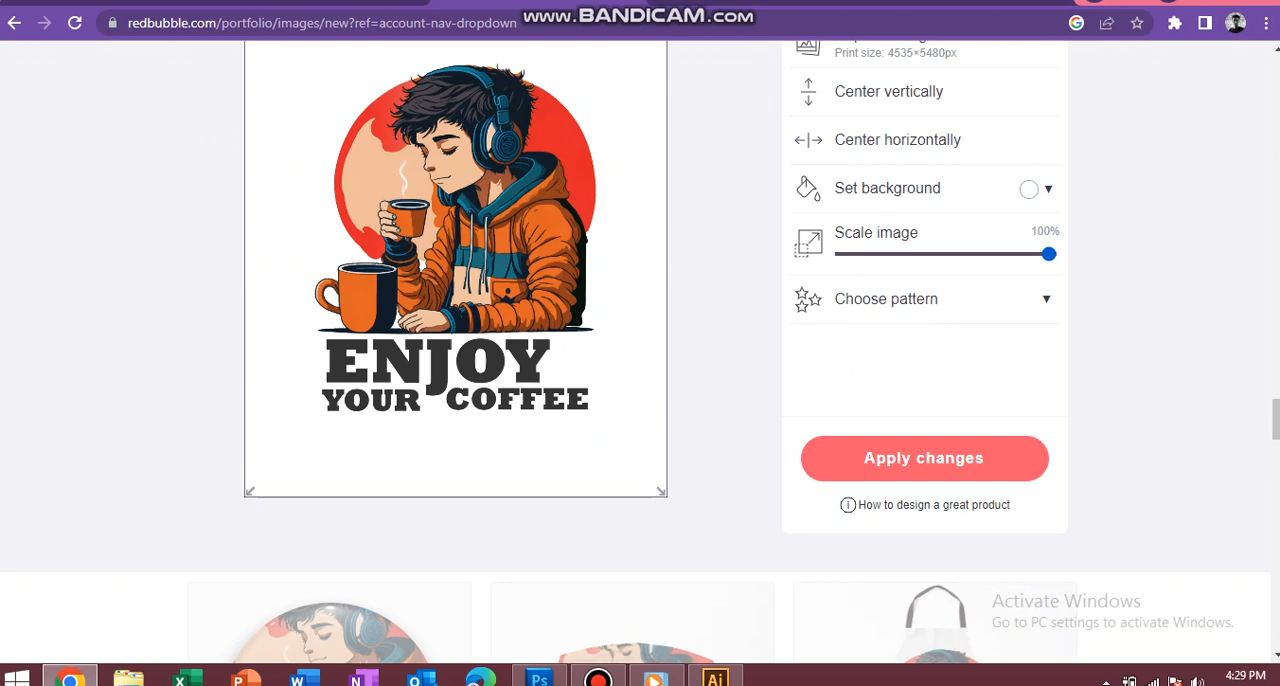 redbubble.com/portfolio/images/new?ref=account-nav-dropdown
www.BANDICAM.com
Print size: 4535×5480px
Center vertically
Center horizontally
Set background
Scale image
100%
Choose pattern
ENJOY
YOUR COFFEE
Apply changes
How to design a great product
Activate Windows
Go to PC settings to activate Windows.
4:29 PM